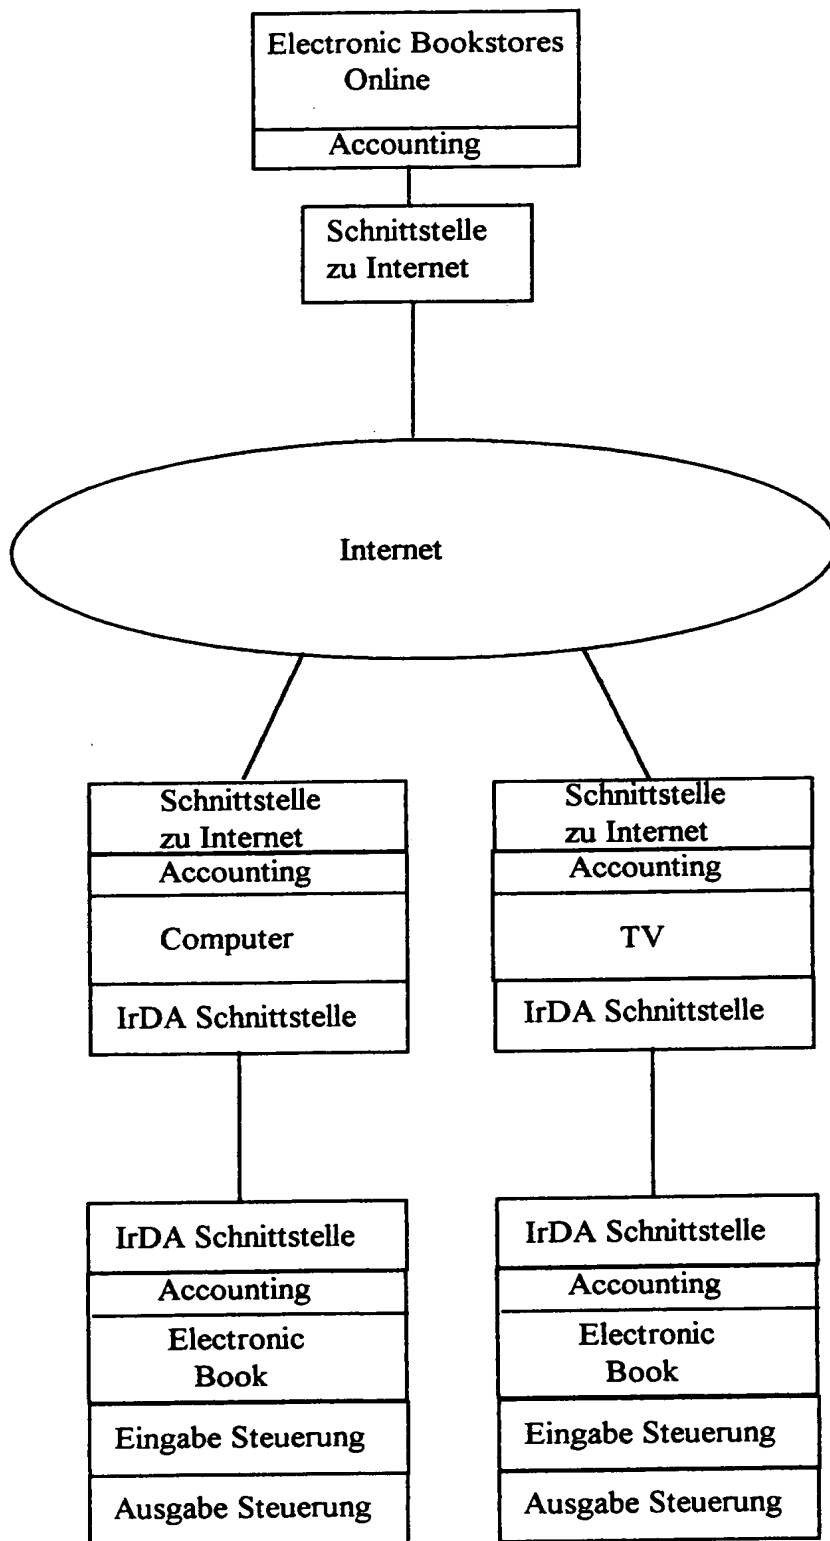 Electronic Bookstores
Online
Accounting
Schnittstelle
zu Internet
Internet
Schnittstelle
zu Internet
Accounting
Computer
IrDA Schnittstelle
Schnittstelle
zu Internet
Accounting
TV
IrDA Schnittstelle
IrDA Schnittstelle
Accounting
Electronic
Book
Eingabe Steuerung
Ausgabe Steuerung
IrDA Schnittstelle
Accounting
Electronic
Book
Eingabe Steuerung
Ausgabe Steuerung